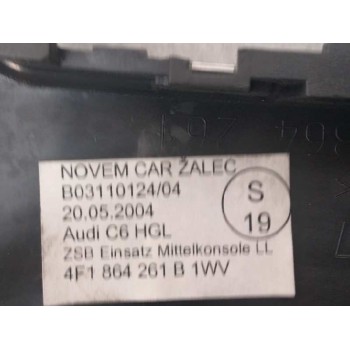 NOVEM CAR ŽALEC
B03110124/04
20.05.2004
Audi C6 HGL
ZSB Einsatz Mittelkonsole LL
4F1 864 261 B 1WV
S
19